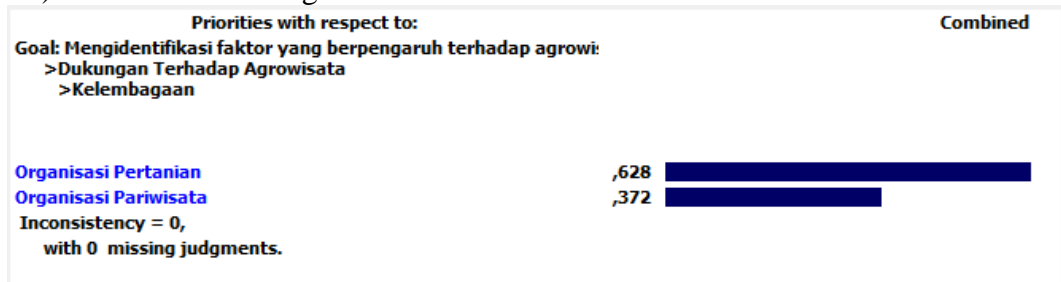 Priorities with respect to: Combined
Goal: Mengidentifikasi faktor yang berpengaruh terhadap agrowi
>Dukungan Terhadap Agrowisata
>Kelembagaan
Organisasi Pertanian ,628
Organisasi Pariwisata ,372
Inconsistency = 0,
with 0 missing judgments.